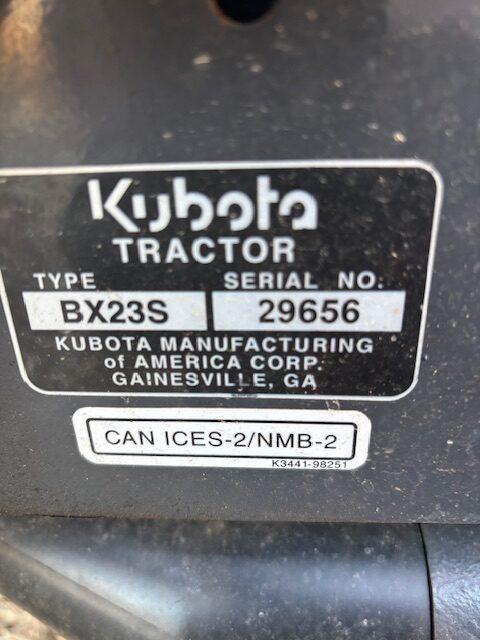 Kubota
TRACTOR
TYPE SERIAL NO.
BX23S 29656
KUBOTA MANUFACTURING
of AMERICA CORP.
GAINESVILLE, GA
CAN ICES-2/NMB-2
K3441-98251